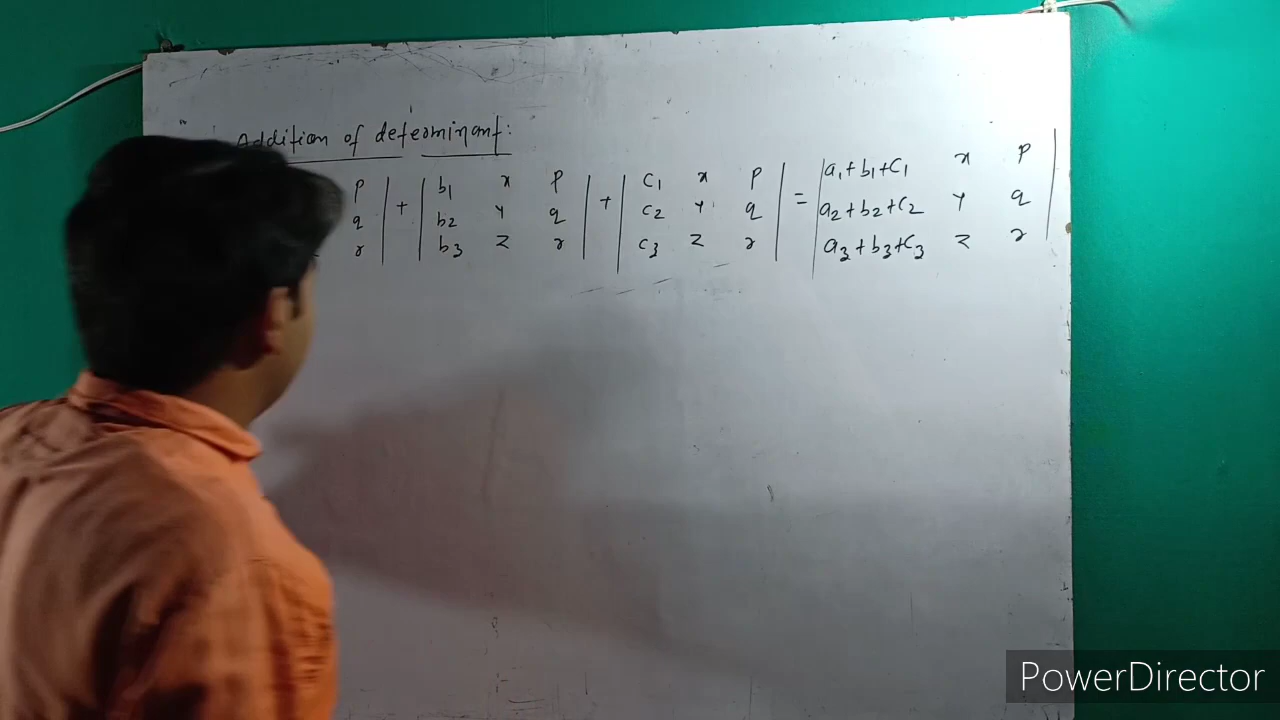 Addition of determinant:
p | + | b₁ x p | + | c₁ x p | = | a₁+b₁+c₁ x p |
q | | b₂ y q | | c₂ y q | | a₂+b₂+c₂ y q |
r | | b₃ z r | | c₃ z r | | a₃+b₃+c₃ z r |
PowerDirector